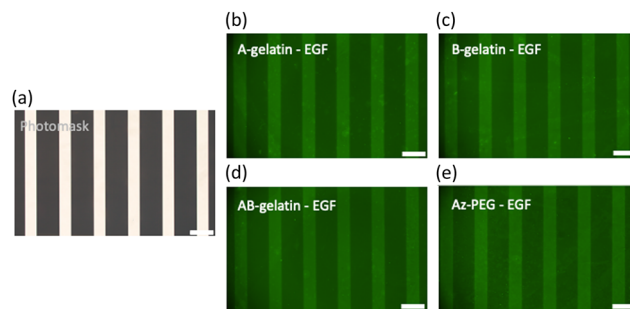 (a)
Photomask
(b)
A-gelatin - EGF
(c)
B-gelatin - EGF
(d)
AB-gelatin - EGF
(e)
Az-PEG - EGF